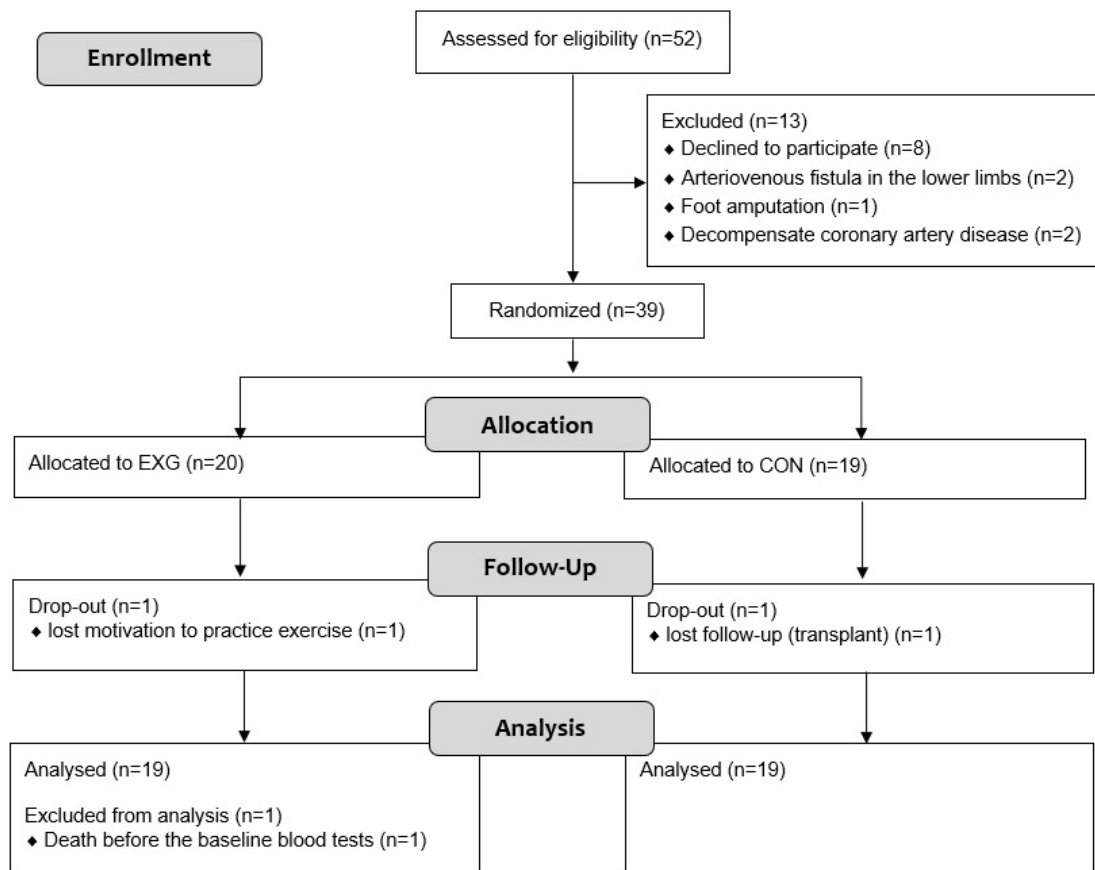 Enrollment
Assessed for eligibility (n=52)
Excluded (n=13)
♦ Declined to participate (n=8)
♦ Arteriovenous fistula in the lower limbs (n=2)
♦ Foot amputation (n=1)
♦ Decompensate coronary artery disease (n=2)
Randomized (n=39)
Allocation
Allocated to EXG (n=20)
Allocated to CON (n=19)
Follow-Up
Drop-out (n=1)
♦ lost motivation to practice exercise (n=1)
Drop-out (n=1)
♦ lost follow-up (transplant) (n=1)
Analysis
Analysed (n=19)
Excluded from analysis (n=1)
♦ Death before the baseline blood tests (n=1)
Analysed (n=19)